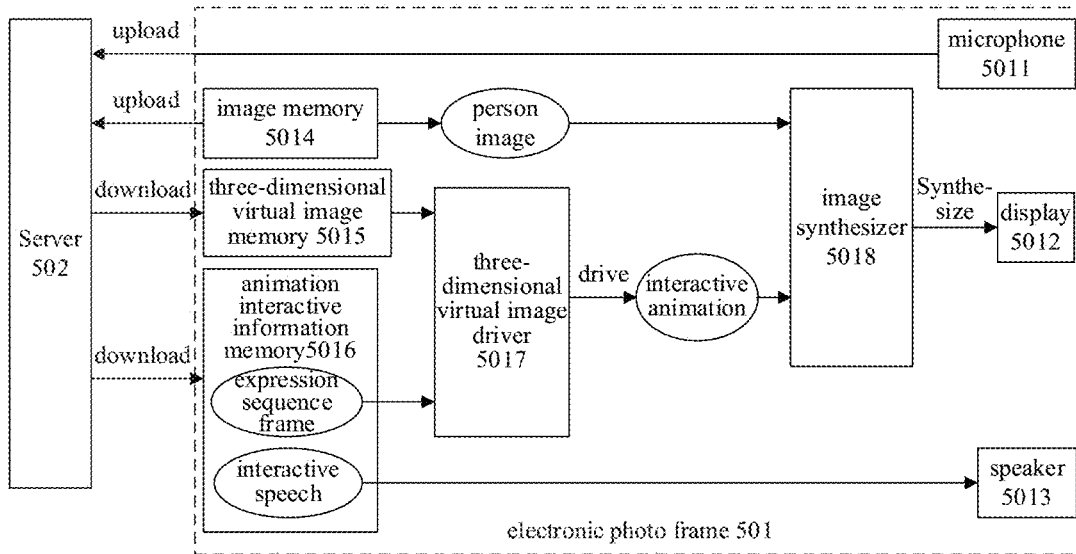 upload
microphone
5011
upload
image memory
5014
person
image
download
three-dimensional
virtual image
memory 5015
Server
502
image
synthesizer
5018
Synthe-
size
display
5012
animation
interactive
information
memory5016
three-
dimensional
virtual image
driver
5017
drive
interactive
animation
download
expression
sequence
frame
interactive
speech
speaker
5013
electronic photo frame 501